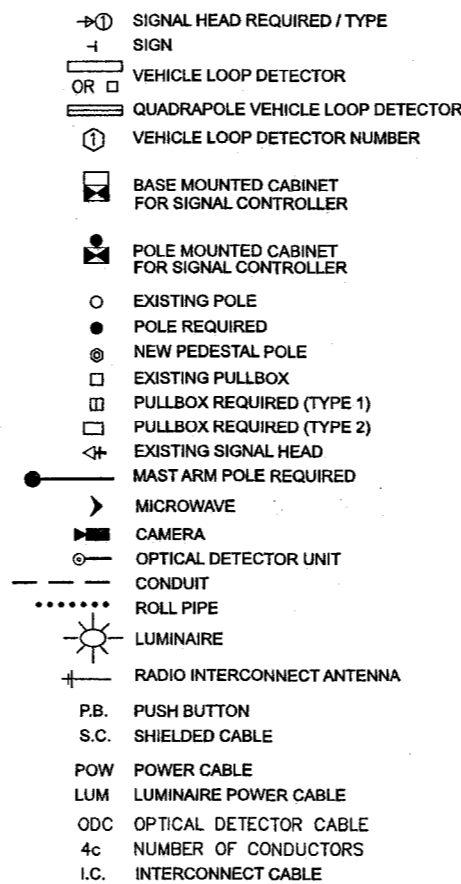 1 SIGNAL HEAD REQUIRED / TYPE
SIGN
VEHICLE LOOP DETECTOR
OR
QUADRAPOLE VEHICLE LOOP DETECTOR
1 VEHICLE LOOP DETECTOR NUMBER
BASE MOUNTED CABINET
FOR SIGNAL CONTROLLER
POLE MOUNTED CABINET
FOR SIGNAL CONTROLLER
EXISTING POLE
POLE REQUIRED
NEW PEDESTAL POLE
EXISTING PULLBOX
PULLBOX REQUIRED (TYPE 1)
PULLBOX REQUIRED (TYPE 2)
EXISTING SIGNAL HEAD
MAST ARM POLE REQUIRED
MICROWAVE
CAMERA
OPTICAL DETECTOR UNIT
CONDUIT
ROLL PIPE
LUMINAIRE
RADIO INTERCONNECT ANTENNA
P.B. PUSH BUTTON
S.C. SHIELDED CABLE
POW POWER CABLE
LUM LUMINAIRE POWER CABLE
ODC OPTICAL DETECTOR CABLE
4c NUMBER OF CONDUCTORS
I.C. INTERCONNECT CABLE